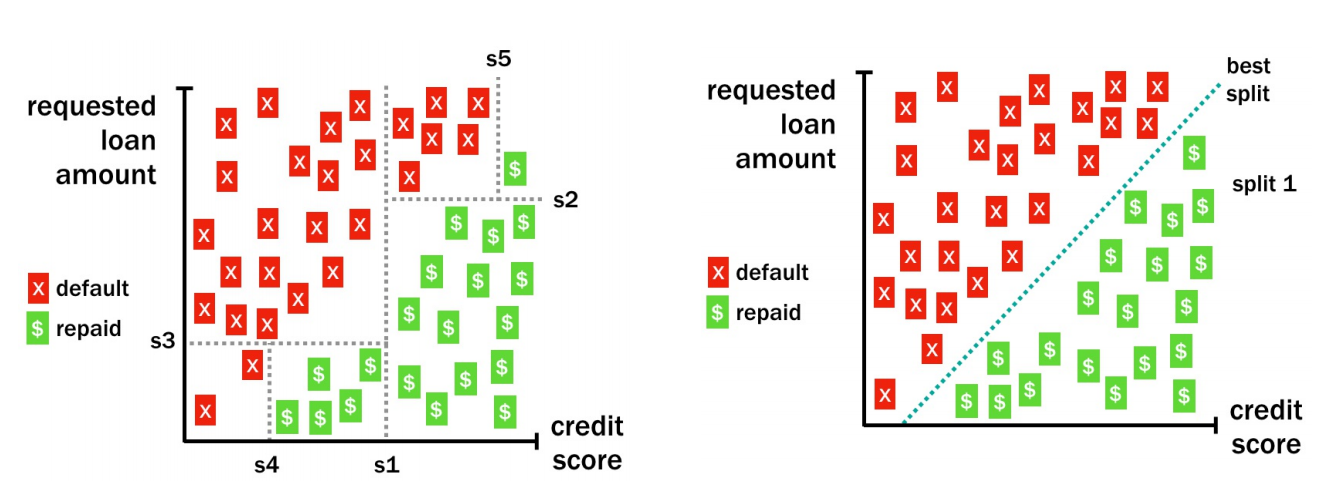 s5
requested
loan
amount
s2
X default
$ repaid
s3
credit
score
s4
s1
best
split
requested
loan
amount
split 1
X default
$ repaid
credit
score